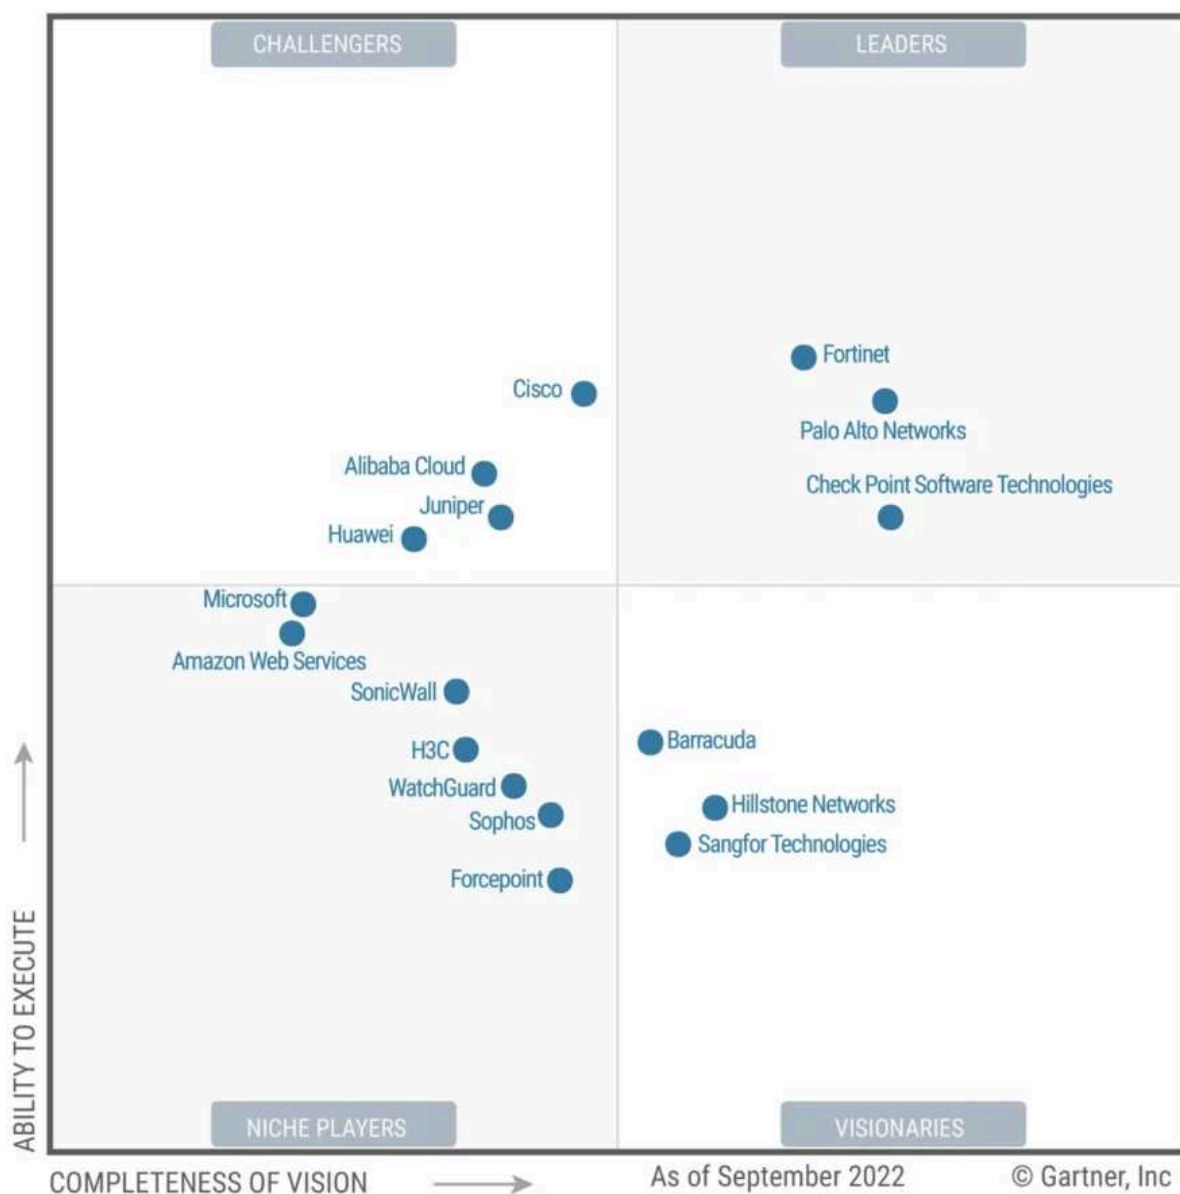 CHALLENGERS
LEADERS
Fortinet
Cisco
Palo Alto Networks
Alibaba Cloud
Check Point Software Technologies
Juniper
Huawei
Microsoft
Amazon Web Services
SonicWall
H3C
Barracuda
WatchGuard
Hillstone Networks
Sophos
Sangfor Technologies
Forcepoint
ABILITY TO EXECUTE
NICHE PLAYERS
VISIONARIES
COMPLETENESS OF VISION
As of September 2022
© Gartner, Inc